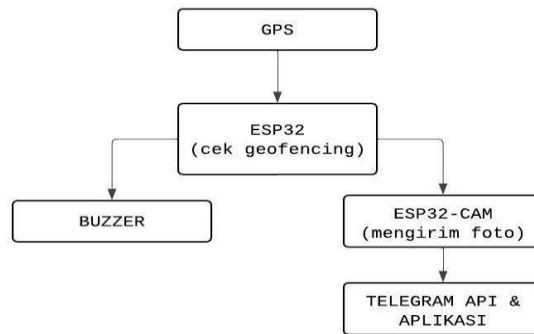 GPS
ESP32
(cek geofencing)
BUZZER
ESP32-CAM
(mengirim foto)
TELEGRAM API &
APLIKASI